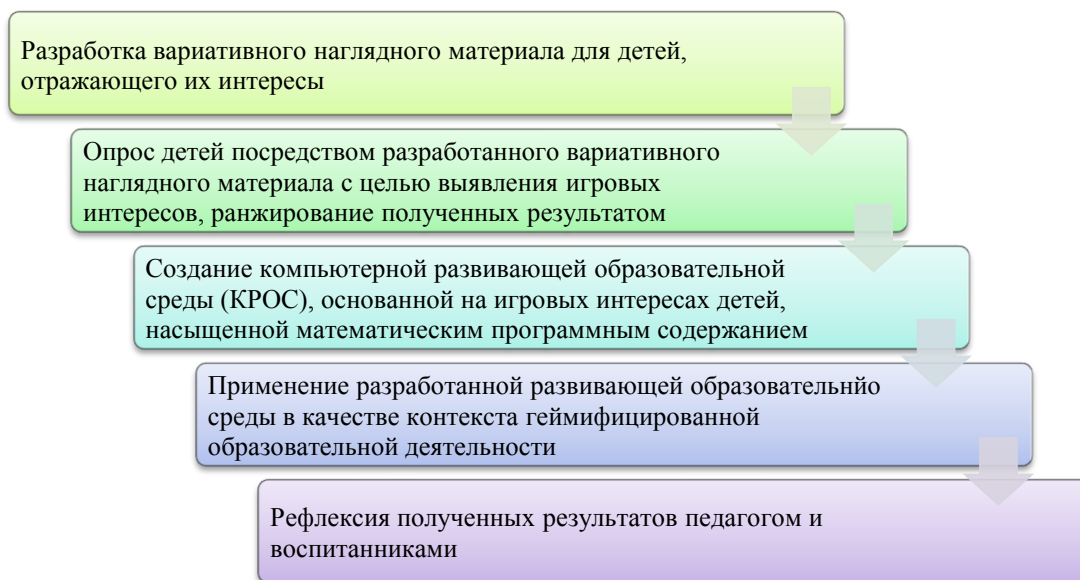 Разработка вариативного наглядного материала для детей,
отражающего их интересы
Опрос детей посредством разработанного вариативного
наглядного материала с целью выявления игровых
интересов, ранжирование полученных результатом
Создание компьютерной развивающей образовательной
среды (КРОС), основанной на игровых интересах детей,
насыщенной математическим программным содержанием
Применение разработанной развивающей образовательнйо
среды в качестве контекста геймифицированной
образовательной деятельности
Рефлексия полученных результатов педагогом и
воспитанниками